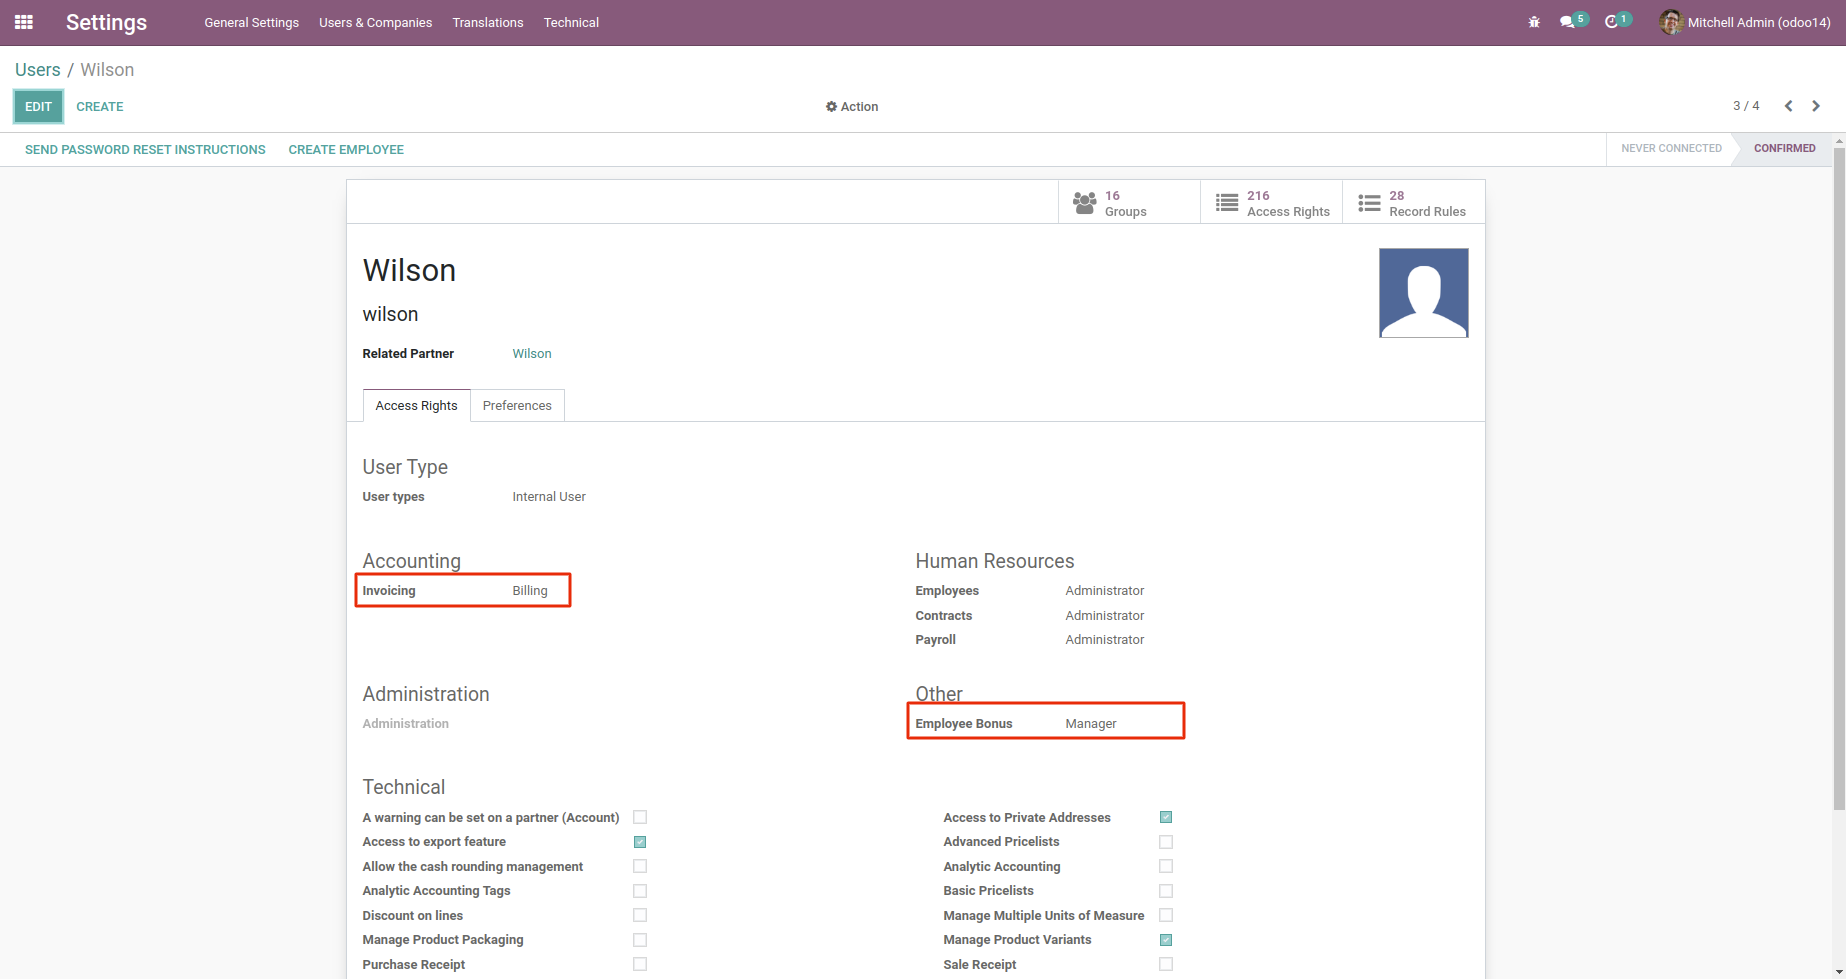 Settings General Settings Users & Companies Translations Technical 5 1 Mitchell Admin (odoo14)
Users / Wilson
EDIT CREATE Action 3 / 4
SEND PASSWORD RESET INSTRUCTIONS CREATE EMPLOYEE NEVER CONNECTED CONFIRMED
16 Groups
216 Access Rights
28 Record Rules
Wilson
wilson
Related Partner Wilson
Access Rights Preferences
User Type
User types Internal User
Accounting
Invoicing Billing
Human Resources
Employees Administrator
Contracts Administrator
Payroll Administrator
Administration
Administration
Other
Employee Bonus Manager
Technical
A warning can be set on a partner (Account) Access to Private Addresses
Access to export feature Advanced Pricelists
Allow the cash rounding management Analytic Accounting
Analytic Accounting Tags Basic Pricelists
Discount on lines Manage Multiple Units of Measure
Manage Product Packaging Manage Product Variants
Purchase Receipt Sale Receipt